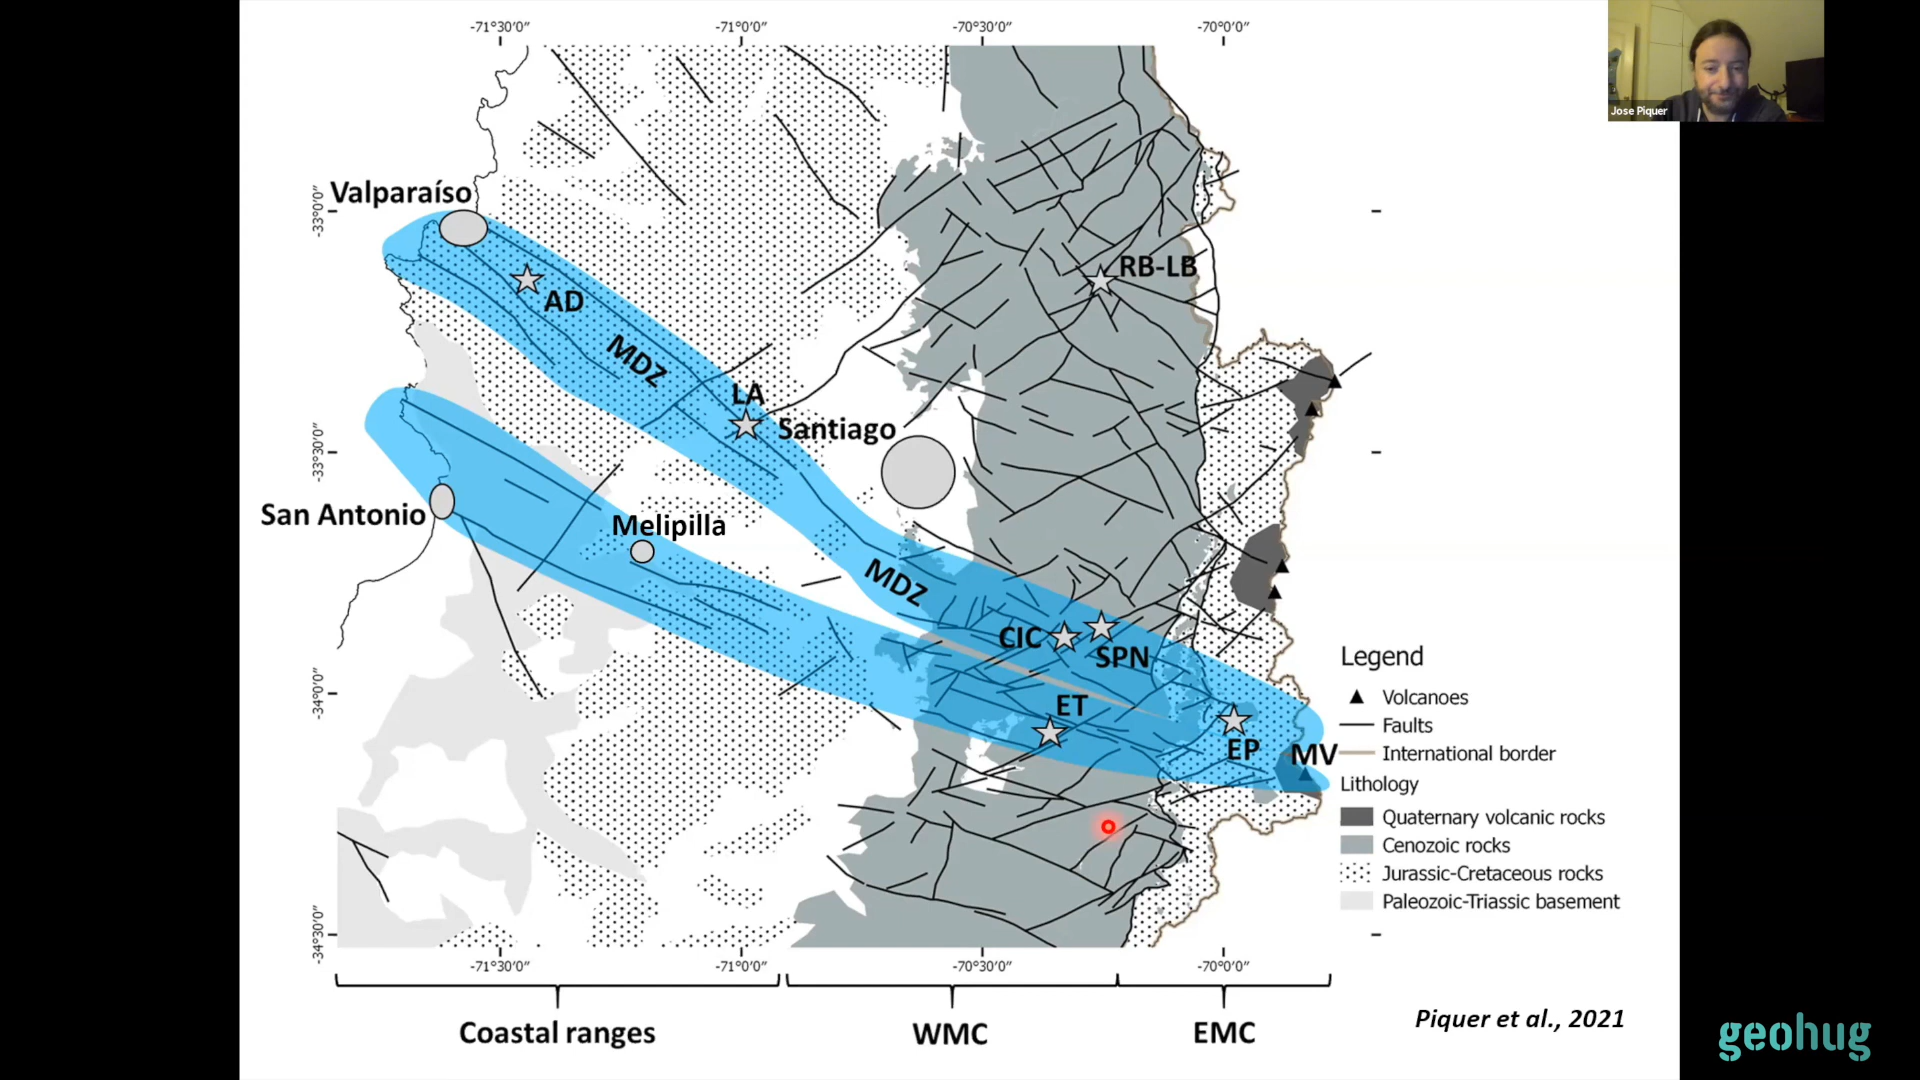 -71°30'0"
-71°0'0"
-70°30'0"
-70°0'0"
Jose Piquer
-33°0'0"
Valparaíso
RB-LB
AD
MDZ
LA
Santiago
-33°30'0"
San Antonio
Melipilla
MDZ
CIC
SPN
ET
EP
MV
-34°0'0"
-34°30'0"
Legend
Volcanoes
Faults
International border
Lithology
Quaternary volcanic rocks
Cenozoic rocks
Jurassic-Cretaceous rocks
Paleozoic-Triassic basement
-71°30'0"
-71°0'0"
-70°30'0"
-70°0'0"
Coastal ranges
WMC
EMC
Piquer et al., 2021
geohug